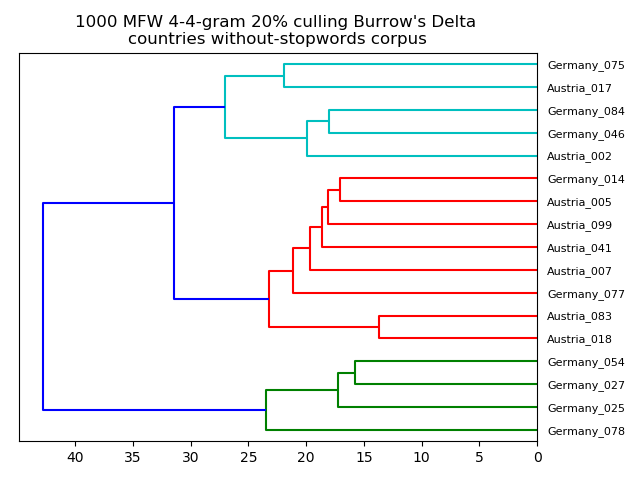 1000 MFW 4-4-gram 20% culling Burrow's Delta
countries without-stopwords corpus
Germany_075
Austria_017
Germany_084
Germany_046
Austria_002
Germany_014
Austria_005
Austria_099
Austria_041
Austria_007
Germany_077
Austria_083
Austria_018
Germany_054
Germany_027
Germany_025
Germany_078
40 35 30 25 20 15 10 5 0